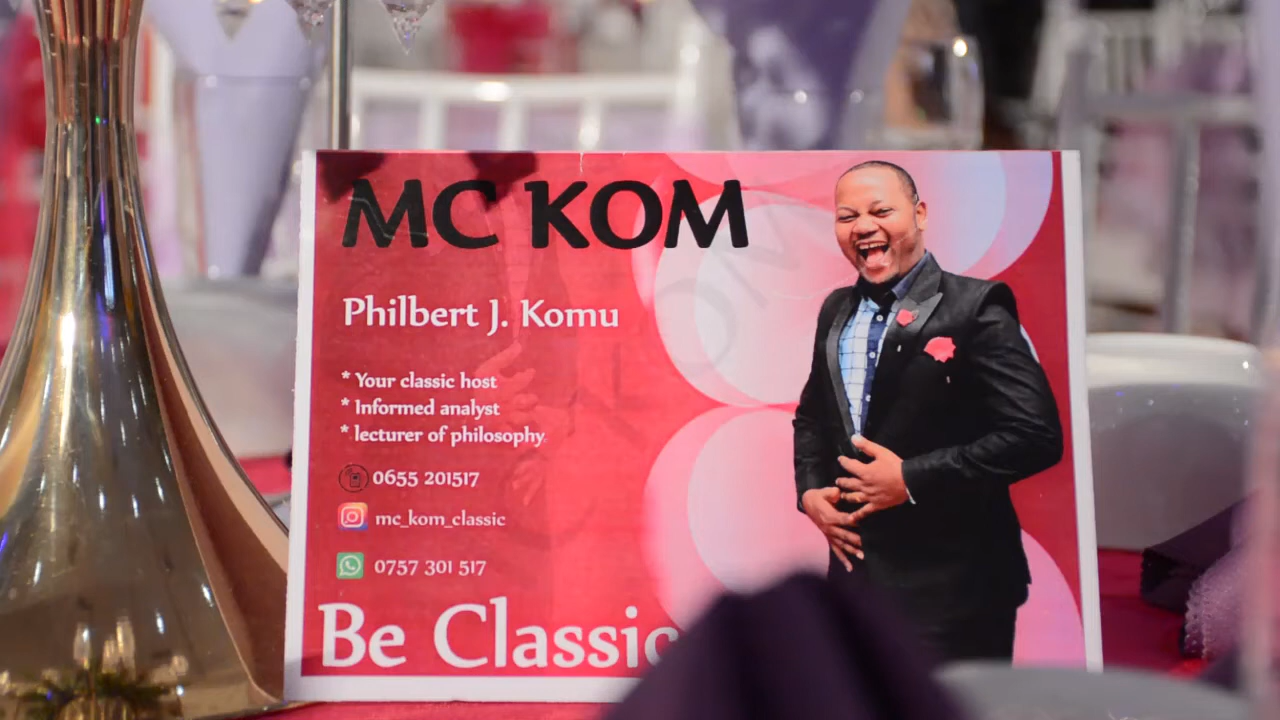 MC KOM
Philbert J. Komu
* Your classic host
* Informed analyst
* lecturer of philosophy
0655 201517
mc_kom_classic
0757 301 517
Be Classic